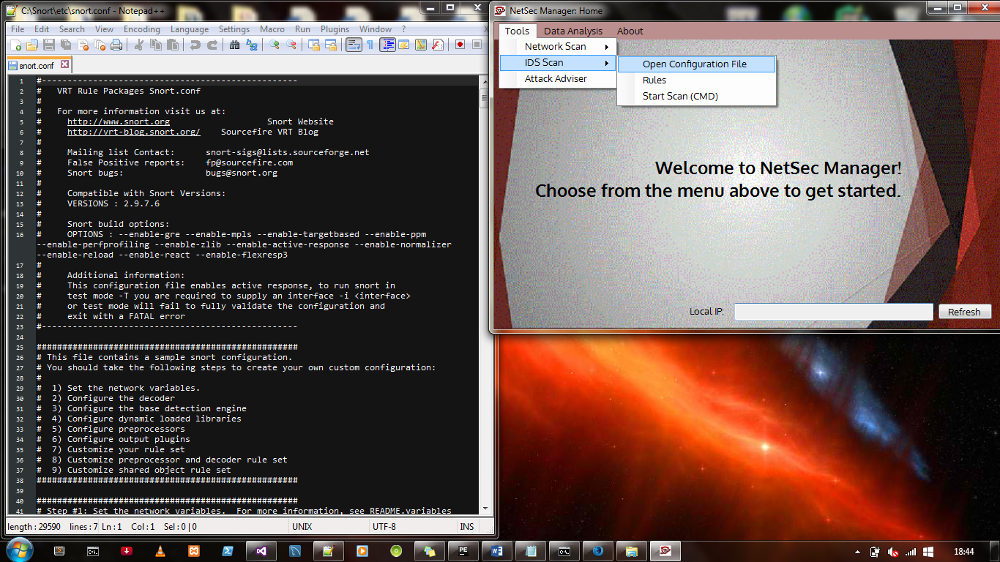 C:\Snort\etc\snort.conf - Notepad++
File Edit Search View Encoding Language Settings Macro Run Plugins Window ? X
snort.conf
1 #--------------------------------------------------
2 #   VRT Rule Packages Snort.conf
3 #
4 #   For more information visit us at:
5 #     http://www.snort.org                   Snort Website
6 #     http://vrt-blog.snort.org/    Sourcefire VRT Blog
7 #
8 #     Mailing list Contact:      snort-sigs@lists.sourceforge.net
9 #     False Positive reports:    fp@sourcefire.com
10 #     Snort bugs:                bugs@snort.org
11 #
12 #     Compatible with Snort Versions:
13 #     VERSIONS : 2.9.7.6
14 #
15 #     Snort build options:
16 #     OPTIONS : --enable-gre --enable-mpls --enable-targetbased --enable-ppm
--enable-perfprofiling --enable-zlib --enable-active-response --enable-normalizer
--enable-reload --enable-react --enable-flexresp3
17 #
18 #     Additional information:
19 #     This configuration file enables active response, to run snort in
20 #     test mode -T you are required to supply an interface -i <interface>
21 #     or test mode will fail to fully validate the configuration and
22 #     exit with a FATAL error
23 #--------------------------------------------------
24
25 ###################################################
26 # This file contains a sample snort configuration.
27 # You should take the following steps to create your own custom configuration:
28 #
29 #  1) Set the network variables.
30 #  2) Configure the decoder
31 #  3) Configure the base detection engine
32 #  4) Configure dynamic loaded libraries
33 #  5) Configure preprocessors
34 #  6) Configure output plugins
35 #  7) Customize your rule set
36 #  8) Customize preprocessor and decoder rule set
37 #  9) Customize shared object rule set
38 ###################################################
39
40 ###################################################
41 # Step #1: Set the network variables.  For more information, see README.variables
length : 29590 lines : 7 Ln : 1 Col : 1 Sel : 0 | 0 UNIX UTF-8 INS
NetSec Manager: Home
Tools Data Analysis About
Network Scan
IDS Scan
Attack Adviser
Open Configuration File
Rules
Start Scan (CMD)
Welcome to NetSec Manager!
Choose from the menu above to get started.
Local IP: Refresh
C:\. PE W C:\. 18:44